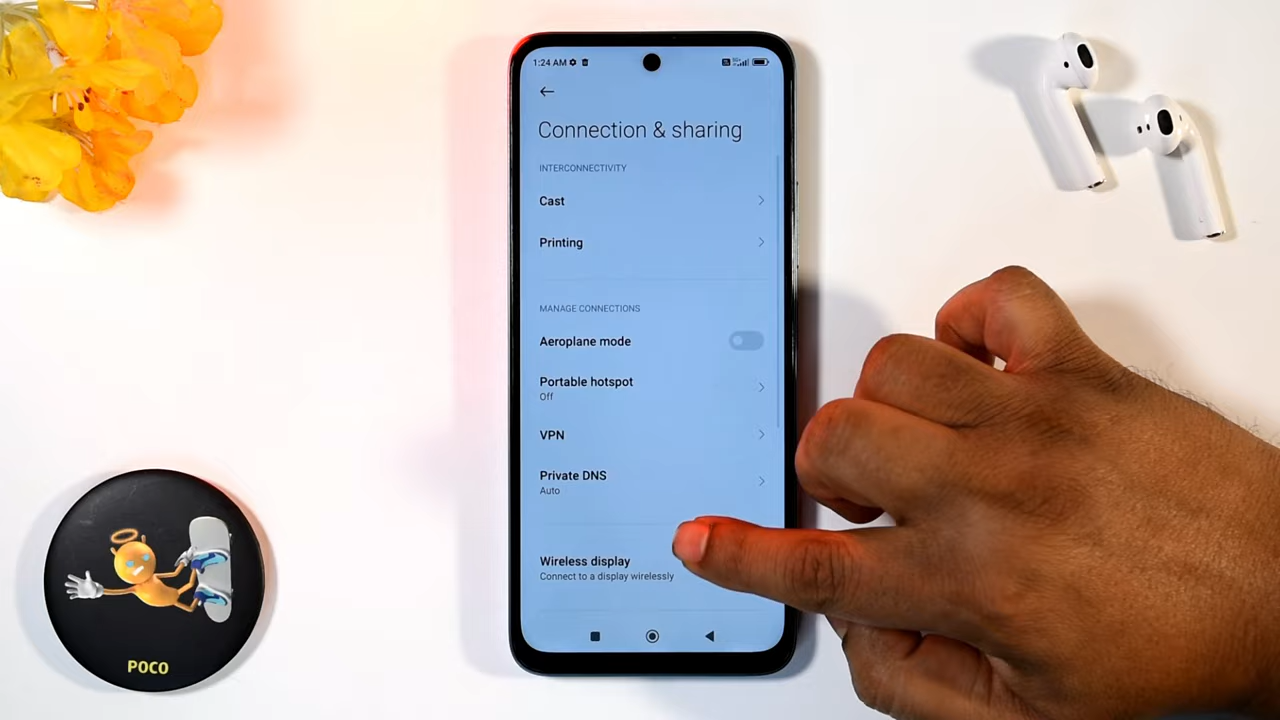 1:24 AM
Connection & sharing
INTERCONNECTIVITY
Cast
Printing
MANAGE CONNECTIONS
Aeroplane mode
Portable hotspot
Off
VPN
Private DNS
Auto
Wireless display
Connect to a display wirelessly
POCO